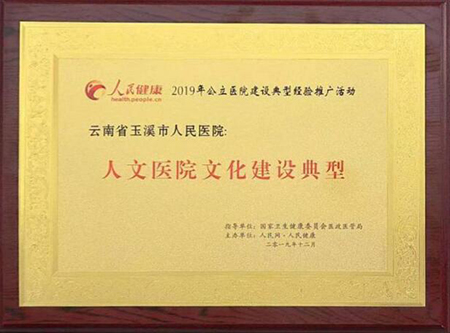 人民健康
health.people.cn
2019年公立医院建设典型经验推广活动
云南省玉溪市人民医院:
人文医院文化建设典型
指导单位:国家卫生健康委员会医政医管局
主办单位:人民网·人民健康
二零一九年十二月